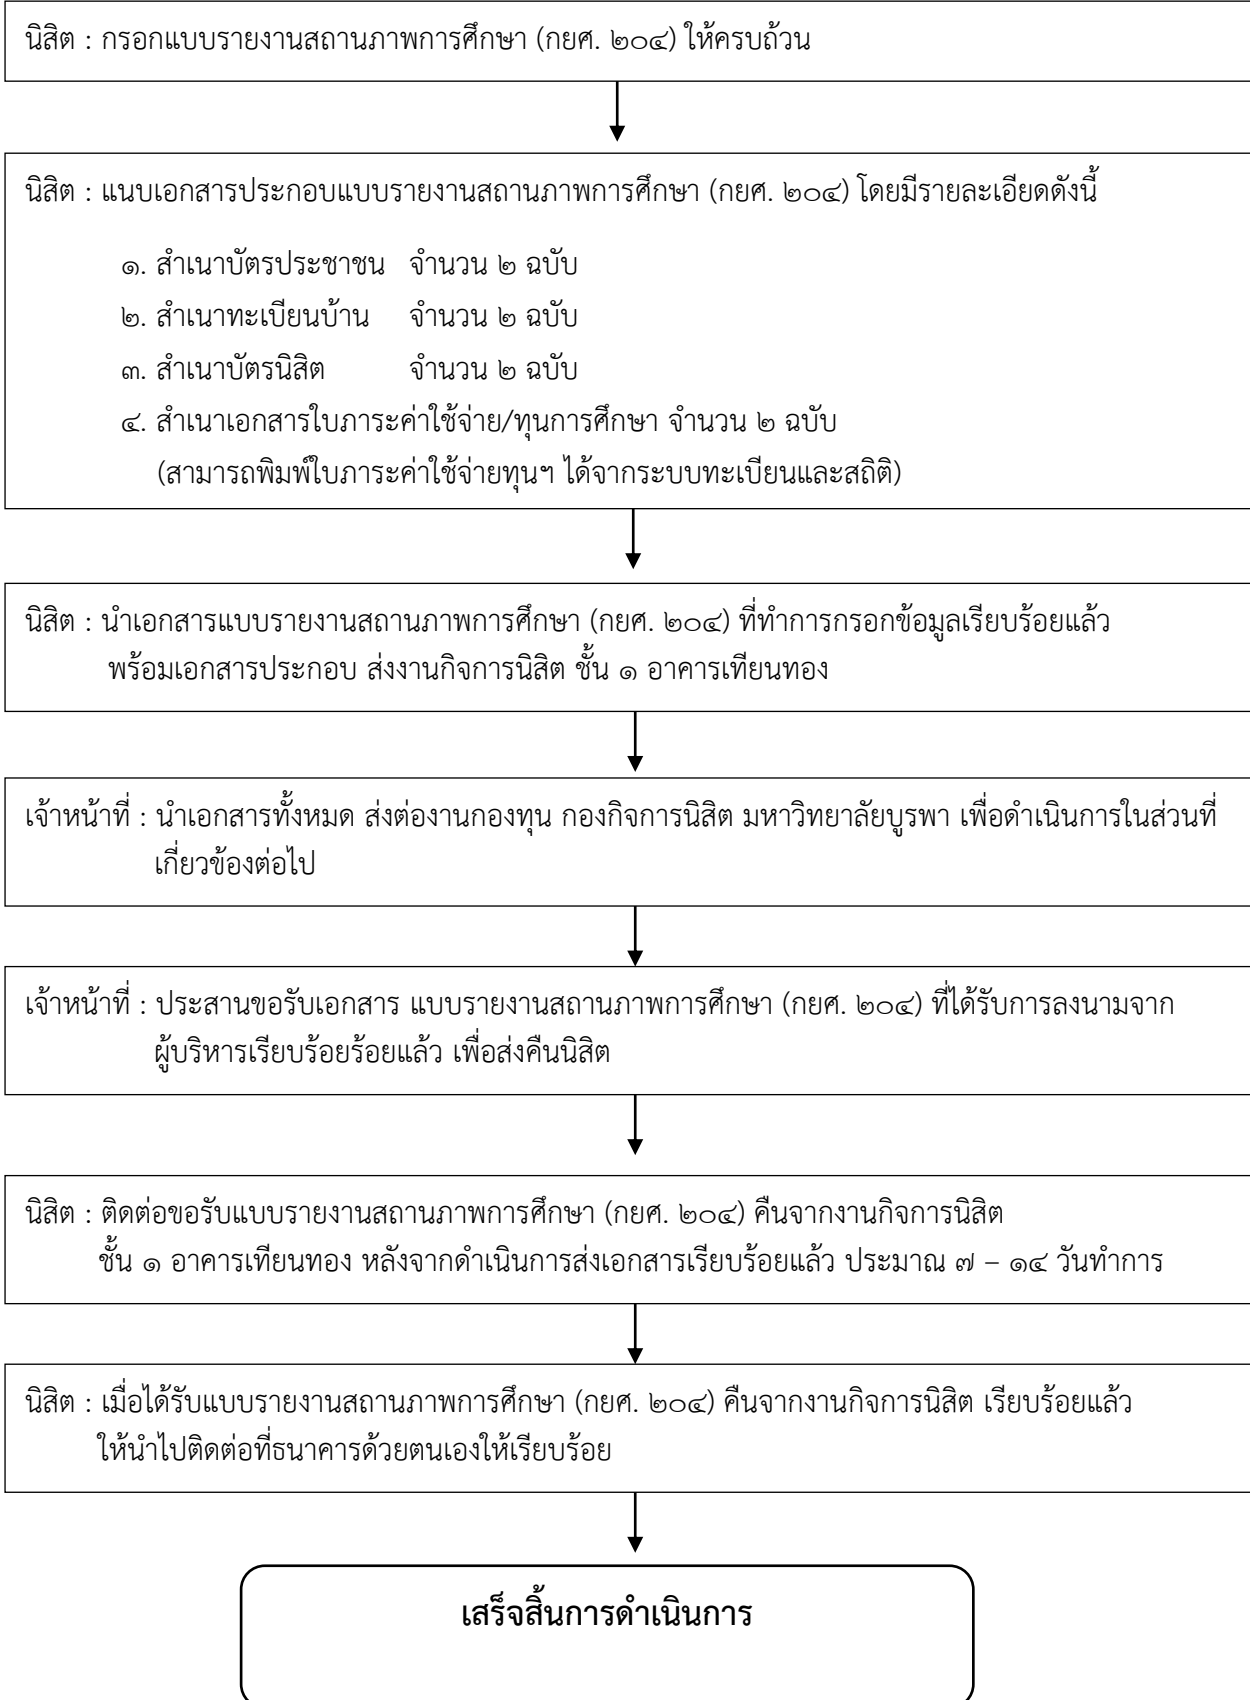 นิสิต : กรอกแบบรายงานสถานภาพการศึกษา (กยศ. ๒๐๔) ให้ครบถ้วน
นิสิต : แนบเอกสารประกอบแบบรายงานสถานภาพการศึกษา (กยศ. ๒๐๔) โดยมีรายละเอียดดังนี้
๑. สำเนาบัตรประชาชน จำนวน ๒ ฉบับ
๒. สำเนาทะเบียนบ้าน จำนวน ๒ ฉบับ
๓. สำเนาบัตรนิสิต จำนวน ๒ ฉบับ
๔. สำเนาเอกสารใบภาระค่าใช้จ่าย/ทุนการศึกษา จำนวน ๒ ฉบับ
(สามารถพิมพ์ใบภาระค่าใช้จ่ายทุนฯ ได้จากระบบทะเบียนและสถิติ)
นิสิต : นำเอกสารแบบรายงานสถานภาพการศึกษา (กยศ. ๒๐๔) ที่ทำการกรอกข้อมูลเรียบร้อยแล้ว
พร้อมเอกสารประกอบ ส่งงานกิจการนิสิต ชั้น ๑ อาคารเทียนทอง
เจ้าหน้าที่ : นำเอกสารทั้งหมด ส่งต่องานกองทุน กองกิจการนิสิต มหาวิทยาลัยบูรพา เพื่อดำเนินการในส่วนที่
เกี่ยวข้องต่อไป
เจ้าหน้าที่ : ประสานขอรับเอกสาร แบบรายงานสถานภาพการศึกษา (กยศ. ๒๐๔) ที่ได้รับการลงนามจาก
ผู้บริหารเรียบร้อยร้อยแล้ว เพื่อส่งคืนนิสิต
นิสิต : ติดต่อขอรับแบบรายงานสถานภาพการศึกษา (กยศ. ๒๐๔) คืนจากงานกิจการนิสิต
ชั้น ๑ อาคารเทียนทอง หลังจากดำเนินการส่งเอกสารเรียบร้อยแล้ว ประมาณ ๗ – ๑๔ วันทำการ
นิสิต : เมื่อได้รับแบบรายงานสถานภาพการศึกษา (กยศ. ๒๐๔) คืนจากงานกิจการนิสิต เรียบร้อยแล้ว
ให้นำไปติดต่อที่ธนาคารด้วยตนเองให้เรียบร้อย
เสร็จสิ้นการดำเนินการ